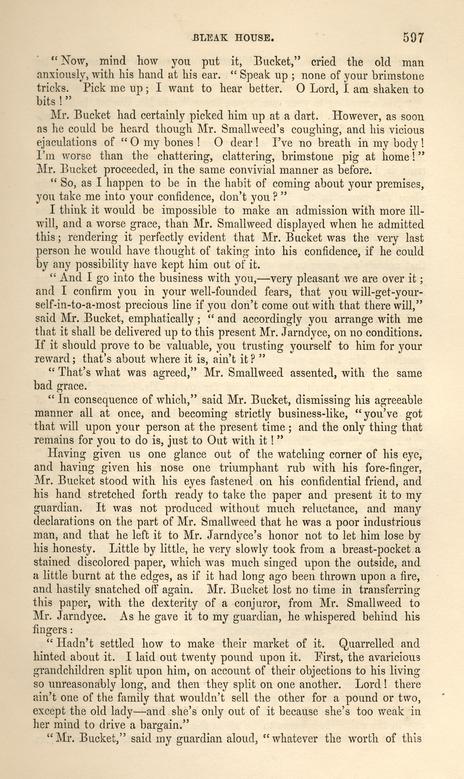 BLEAK HOUSE. 597
“Now, mind how you put it, Bucket,” cried the old man
anxiously, with his hand at his ear. “Speak up; none of your brimstone
tricks. Pick me up; I want to hear better. O Lord, I am shaken to
bits!”
Mr. Bucket had certainly picked him up at a dart. However, as soon
as he could be heard though Mr. Smallweed's coughing, and his vicious
ejaculations of “O my bones! O dear! I've no breath in my body!
I'm worse than the chattering, clattering, brimstone pig at home!”
Mr. Bucket proceeded, in the same convivial manner as before.
“So, as I happen to be in the habit of coming about your premises,
you take me into your confidence, don't you?”
I think it would be impossible to make an admission with more ill-
will, and a worse grace, than Mr. Smallweed displayed when he admitted
this; rendering it perfectly evident that Mr. Bucket was the very last
person he would have thought of taking into his confidence, if he could
by any possibility have kept him out of it.
“And I go into the business with you,—very pleasant we are over it;
and I confirm you in your well-founded fears, that you will-get-your-
self-in-to-a-most precious line if you don't come out with that there will,”
said Mr. Bucket, emphatically; “and accordingly you arrange with me
that it shall be delivered up to this present Mr. Jarndyce, on no conditions.
If it should prove to be valuable, you trusting yourself to him for your
reward; that's about where it is, ain't it?”
“That's what was agreed,” Mr. Smallweed assented, with the same
bad grace.
“In consequence of which,” said Mr. Bucket, dismissing his agreeable
manner all at once, and becoming strictly business-like, “you've got
that will upon your person at the present time; and the only thing that
remains for you to do is, just to Out with it!”
Having given us one glance out of the watching corner of his eye,
and having given his nose one triumphant rub with his fore-finger,
Mr. Bucket stood with his eyes fastened on his confidential friend, and
his hand stretched forth ready to take the paper and present it to my
guardian. It was not produced without much reluctance, and many
declarations on the part of Mr. Smallweed that he was a poor industrious
man, and that he left it to Mr. Jarndyce's honor not to let him lose by
his honesty. Little by little, he very slowly took from a breast-pocket a
stained discolored paper, which was much singed upon the outside, and
a little burnt at the edges, as if it had long ago been thrown upon a fire,
and hastily snatched off again. Mr. Bucket lost no time in transferring
this paper, with the dexterity of a conjuror, from Mr. Smallweed to
Mr. Jarndyce. As he gave it to my guardian, he whispered behind his
fingers:
“Hadn't settled how to make their market of it. Quarrelled and
hinted about it. I laid out twenty pound upon it. First, the avaricious
grandchildren split upon him, on account of their objections to his living
so unreasonably long, and then they split on one another. Lord! there
ain't one of the family that wouldn't sell the other for a pound or two,
except the old lady—and she's only out of it because she's too weak in
her mind to drive a bargain.”
“Mr. Bucket,” said my guardian aloud, “whatever the worth of this